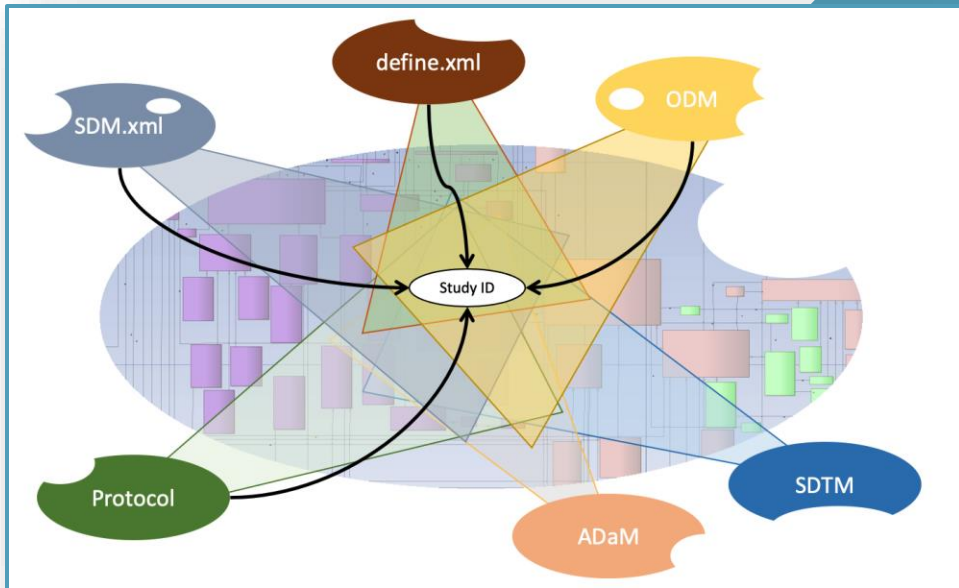 define.xml
ODM
SDM.xml
Study ID
Protocol
SDTM
ADaM